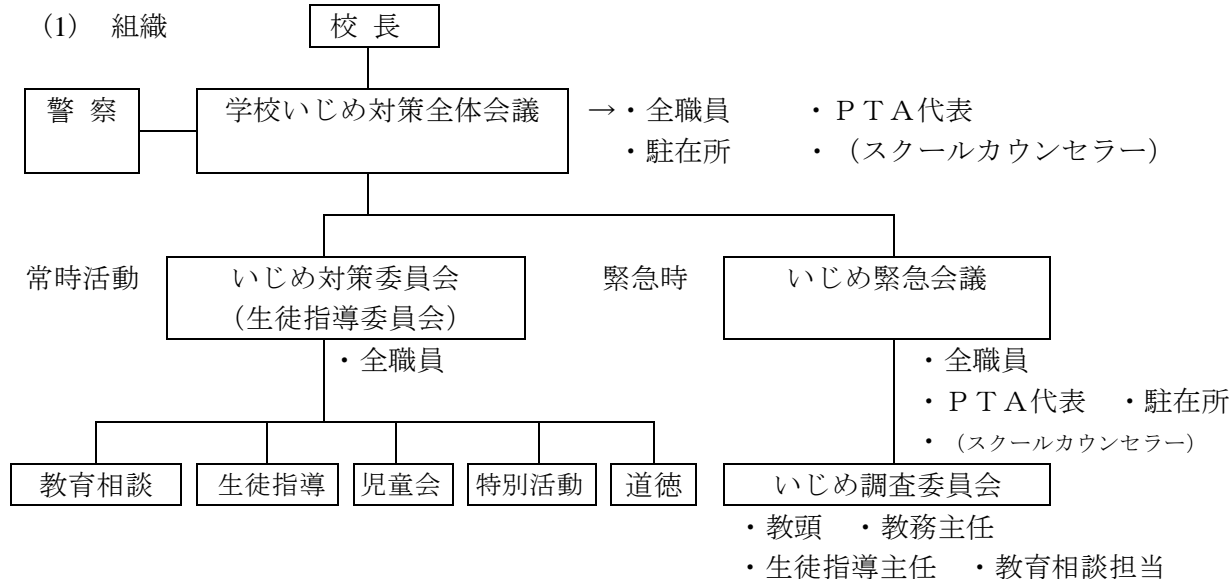 (1) 組織
校 長
警 察
学校いじめ対策全体会議
→・全職員 ・ＰＴＡ代表
・駐在所 ・（スクールカウンセラー）
常時活動
いじめ対策委員会
（生徒指導委員会）
・全職員
緊急時
いじめ緊急会議
・全職員
・ＰＴＡ代表 ・駐在所
・（スクールカウンセラー）
教育相談
生徒指導
児童会
特別活動
道徳
いじめ調査委員会
・教頭 ・教務主任
・生徒指導主任 ・教育相談担当